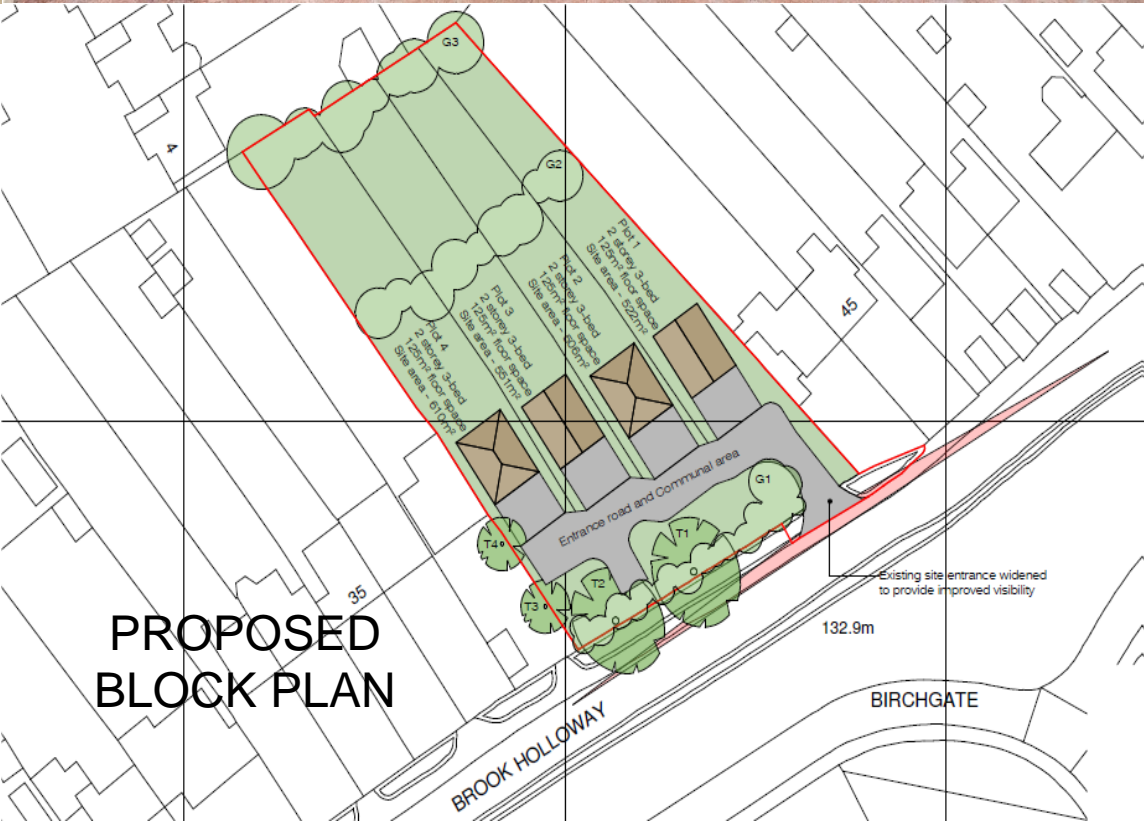 G3
4
G2
Plot 1
2 storey 3-bed
125m² floor space
Site area - 522m²
Plot 2
2 storey 3-bed
125m² floor space
Site area - 506m²
Plot 3
2 storey 3-bed
125m² floor space
Site area - 551m²
Plot 4
2 storey 3-bed
125m² floor space
Site area - 610m²
45
Entrance road and Communal area
G1
T1
T4
T2
T3
Existing site entrance widened
to provide improved visibility
35
132.9m
PROPOSED
BLOCK PLAN
BIRCHGATE
BROOK HOLLOWAY